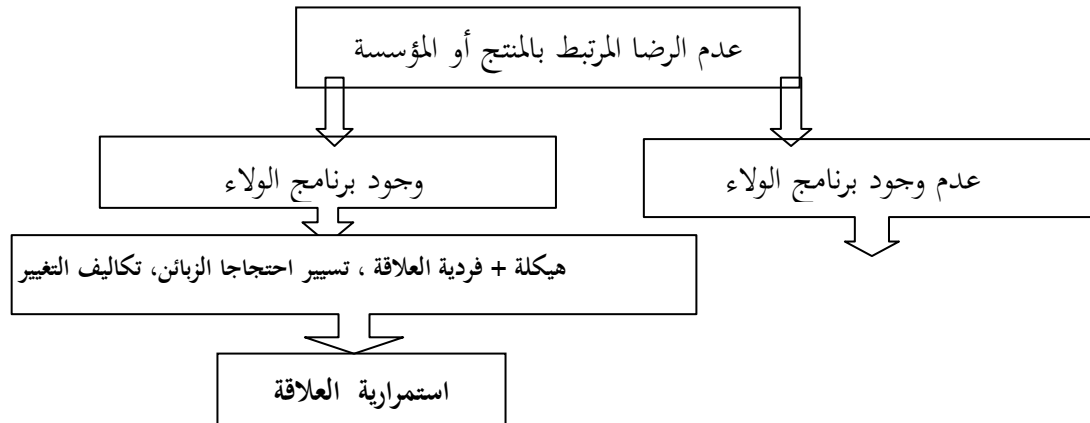 عدم الرضا المرتبط بالمنتج أو المؤسسة
عدم وجود برنامج الولاء
وجود برنامج الولاء
هيكلة + فردية العلاقة ، تسيير احتجاجا الزبائن، تكاليف التغيير
استمرارية العلاقة